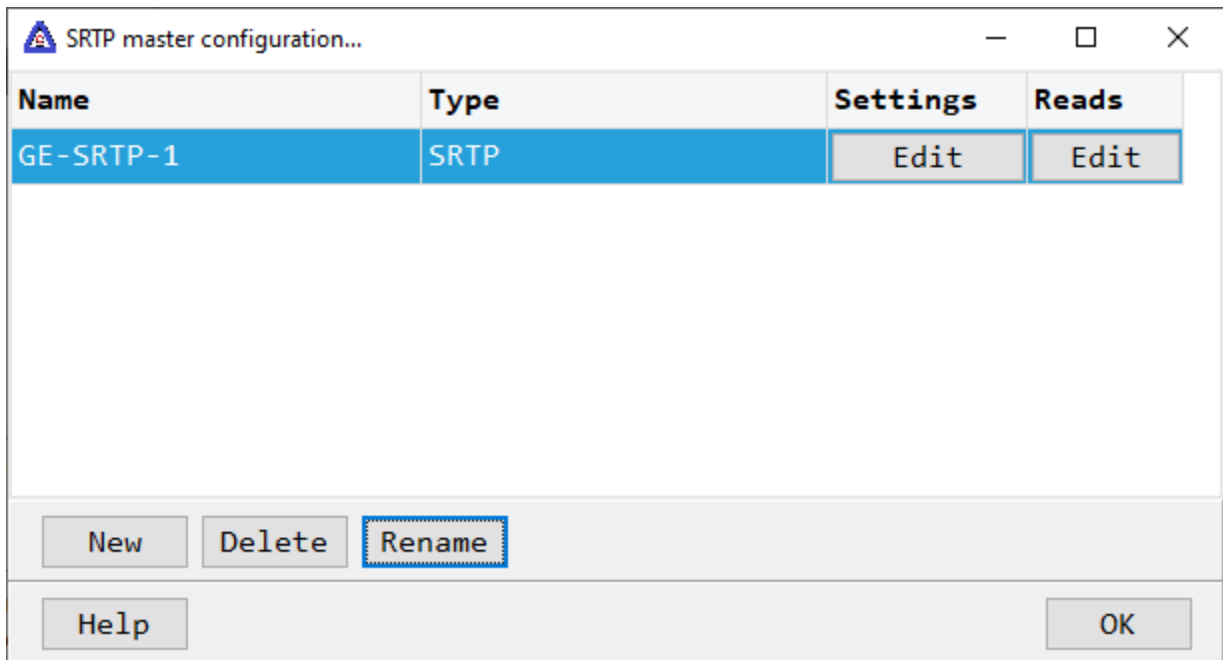 SRTP master configuration...
Name Type Settings Reads
GE-SRTP-1 SRTP Edit Edit
New Delete Rename
Help OK